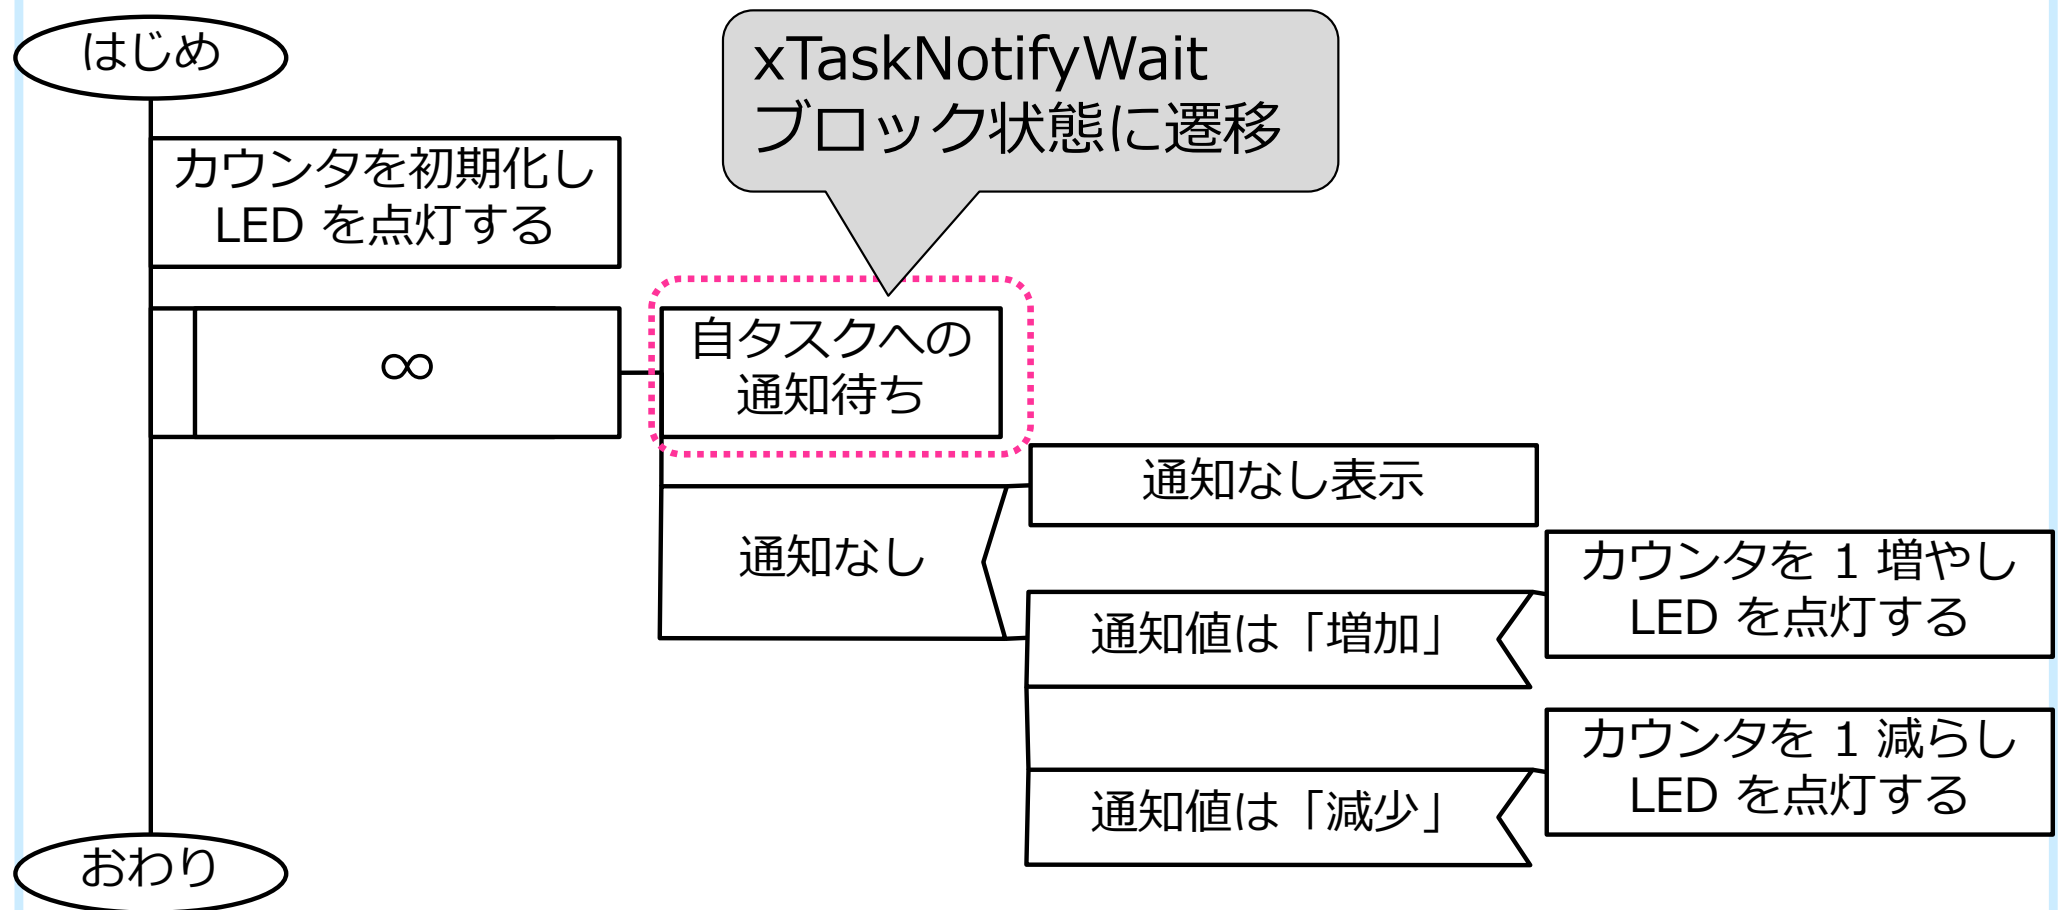 はじめ
xTaskNotifyWait
ブロック状態に遷移
カウンタを初期化し
LED を点灯する
∞
自タスクへの
通知待ち
通知なし表示
通知なし
カウンタを 1 増やし
LED を点灯する
通知値は「増加」
カウンタを 1 減らし
LED を点灯する
通知値は「減少」
おわり